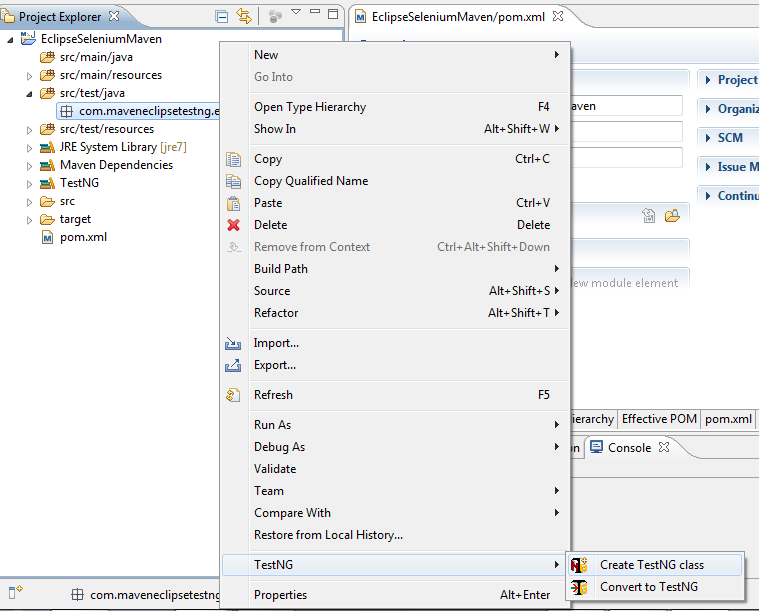 Project Explorer
EclipseSeleniumMaven
src/main/java
src/main/resources
src/test/java
com.maveneclipsetestng.e
src/test/resources
JRE System Library [jre7]
Maven Dependencies
TestNG
src
target
pom.xml
EclipseSeleniumMaven/pom.xml
New
Go Into
Open Type Hierarchy F4
Show In Alt+Shift+W
Copy Ctrl+C
Copy Qualified Name
Paste Ctrl+V
Delete Delete
Remove from Context Ctrl+Alt+Shift+Down
Build Path
Source Alt+Shift+S
Refactor Alt+Shift+T
Import...
Export...
Refresh F5
Run As
Debug As
Validate
Team
Compare With
Restore from Local History...
TestNG
Properties Alt+Enter
Create TestNG class
Convert to TestNG
aven
Project
Organiz
SCM
Issue M
Continu
ew module element
ierarchy Effective POM pom.xml
n Console
com.maveneclipsetestng